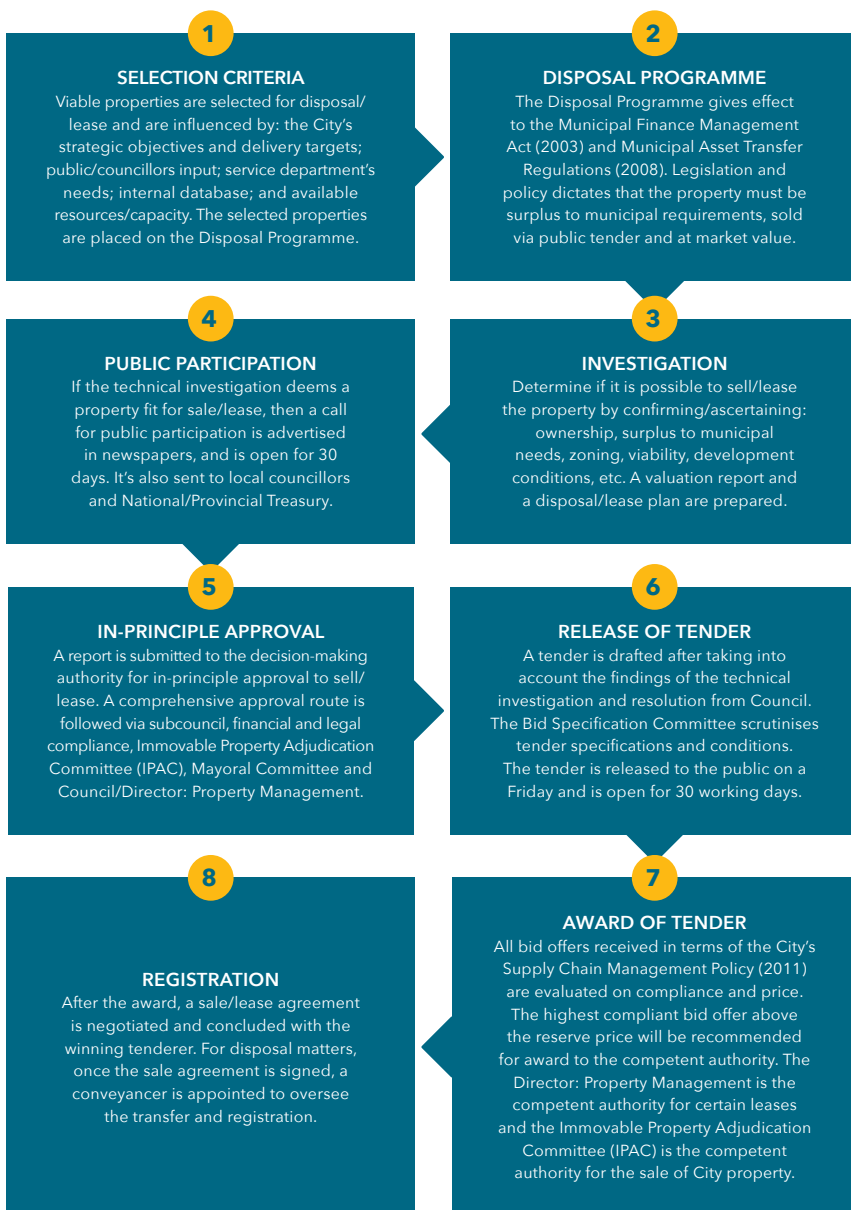 1
SELECTION CRITERIA
Viable properties are selected for disposal/
lease and are influenced by: the City's
strategic objectives and delivery targets;
public/councillors input; service department's
needs; internal database; and available
resources/capacity. The selected properties
are placed on the Disposal Programme.
2
DISPOSAL PROGRAMME
The Disposal Programme gives effect
to the Municipal Finance Management
Act (2003) and Municipal Asset Transfer
Regulations (2008). Legislation and
policy dictates that the property must be
surplus to municipal requirements, sold
via public tender and at market value.
3
INVESTIGATION
Determine if it is possible to sell/lease
the property by confirming/ascertaining:
ownership, surplus to municipal
needs, zoning, viability, development
conditions, etc. A valuation report and
a disposal/lease plan are prepared.
4
PUBLIC PARTICIPATION
If the technical investigation deems a
property fit for sale/lease, then a call
for public participation is advertised
in newspapers, and is open for 30
days. It's also sent to local councillors
and National/Provincial Treasury.
5
IN-PRINCIPLE APPROVAL
A report is submitted to the decision-making
authority for in-principle approval to sell/
lease. A comprehensive approval route is
followed via subcouncil, financial and legal
compliance, Immovable Property Adjudication
Committee (IPAC), Mayoral Committee and
Council/Director: Property Management.
6
RELEASE OF TENDER
A tender is drafted after taking into
account the findings of the technical
investigation and resolution from Council.
The Bid Specification Committee scrutinises
tender specifications and conditions.
The tender is released to the public on a
Friday and is open for 30 working days.
7
AWARD OF TENDER
All bid offers received in terms of the City's
Supply Chain Management Policy (2011)
are evaluated on compliance and price.
The highest compliant bid offer above
the reserve price will be recommended
for award to the competent authority. The
Director: Property Management is the
competent authority for certain leases
and the Immovable Property Adjudication
Committee (IPAC) is the competent
authority for the sale of City property.
8
REGISTRATION
After the award, a sale/lease agreement
is negotiated and concluded with the
winning tenderer. For disposal matters,
once the sale agreement is signed, a
conveyancer is appointed to oversee
the transfer and registration.